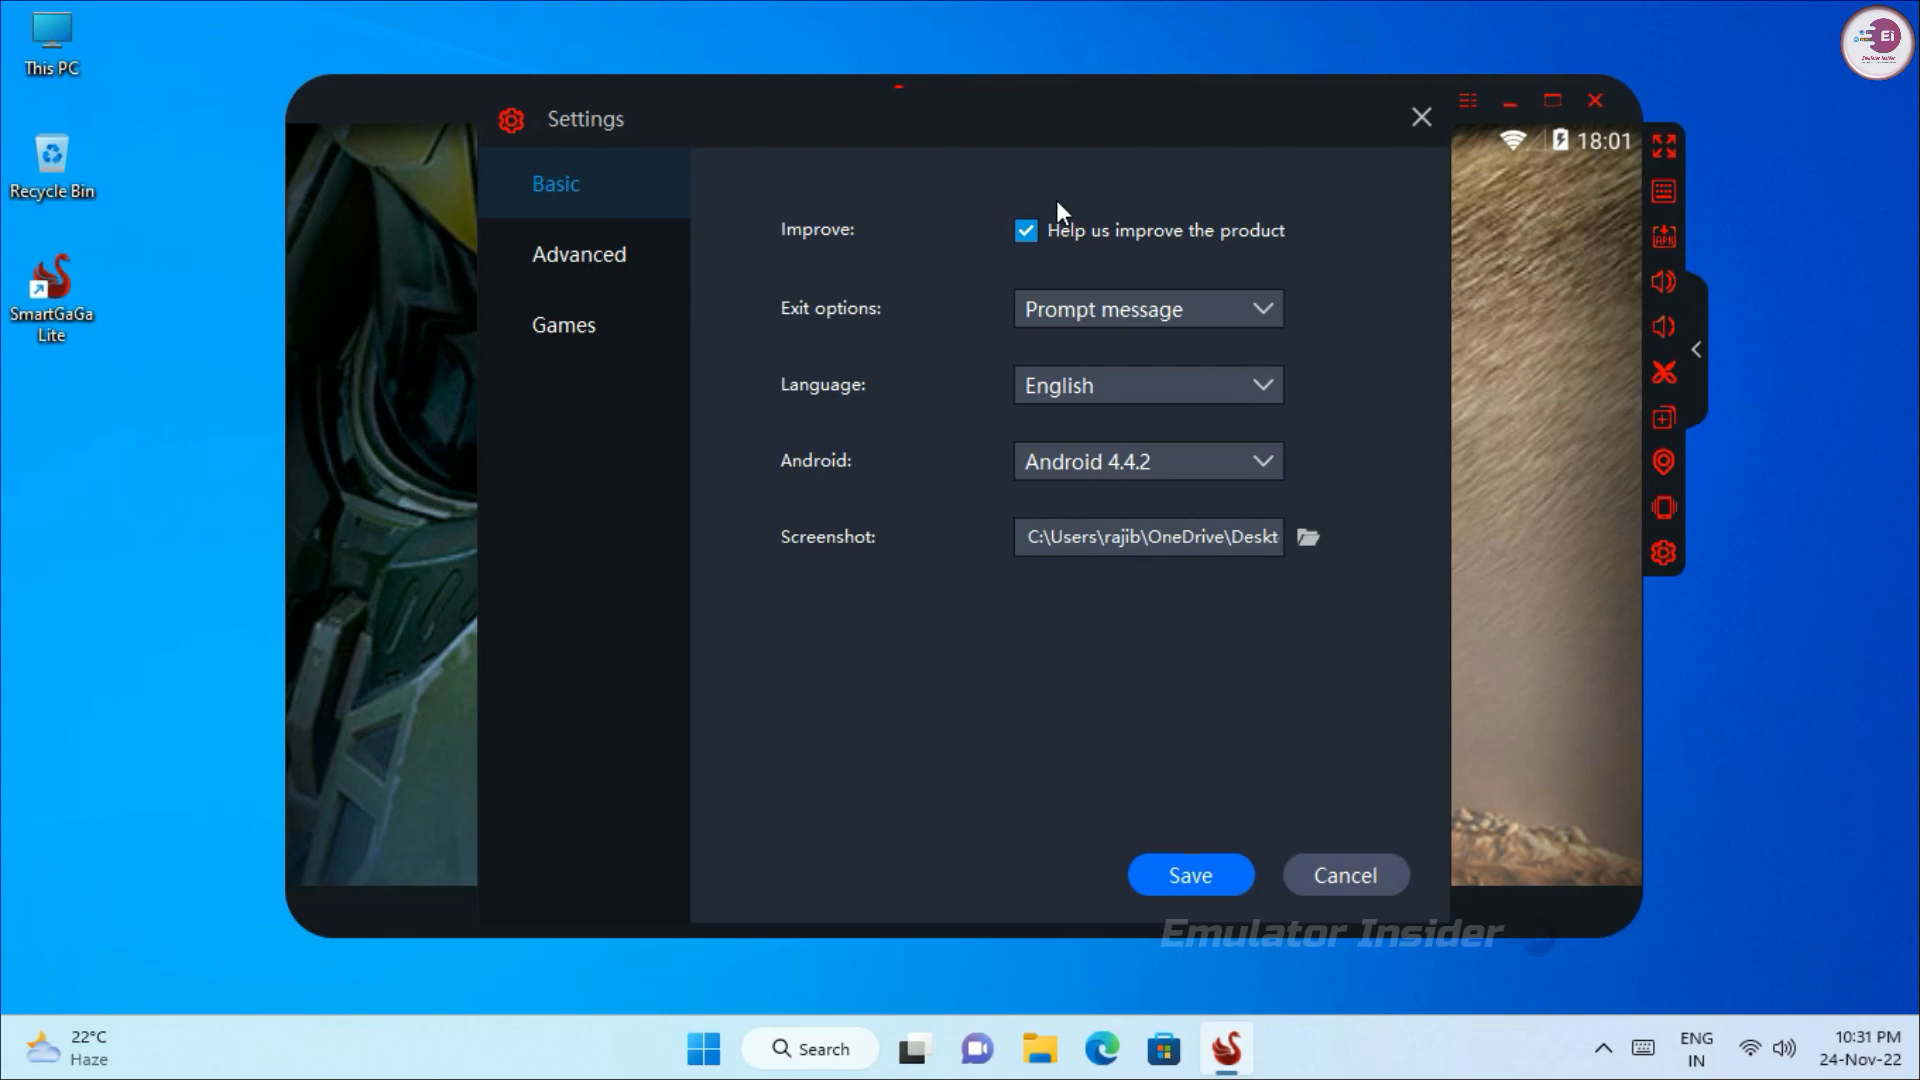 This PC
Recycle Bin
SmartGaGa
Lite
Ei
Settings
18:01
Basic
Advanced
Games
Improve:
Help us improve the product
Exit options:
Prompt message
Language:
English
Android:
Android 4.4.2
Screenshot:
C:\Users\rajib\OneDrive\Deskt
APK
Save
Cancel
Emulator Insider
22°C
Haze
Search
ENG
IN
10:31 PM
24-Nov-22